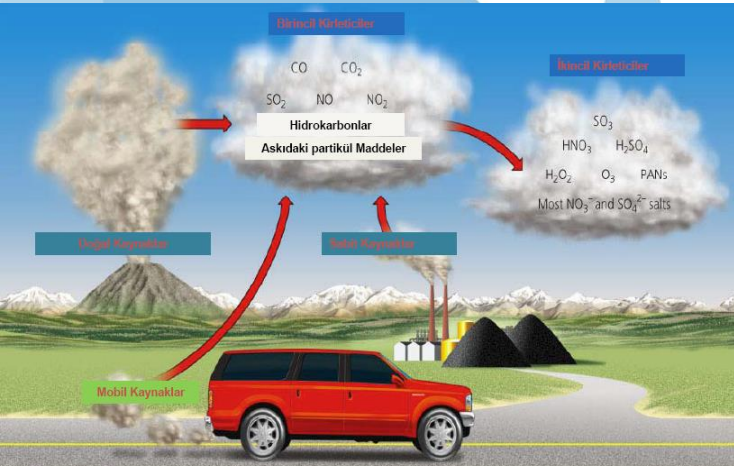 Birincil Kirleticiler
CO CO₂
SO₂ NO NO₂
Hidrokarbonlar
Askıdaki partikül Maddeler
İkincil Kirleticiler
SO₃
HNO₃ H₂SO₄
H₂O₂ O₃ PANs
Most NO₃⁻ and SO₄²⁻ salts
Doğal Kaynaklar
Sabit Kaynaklar
Mobil Kaynaklar